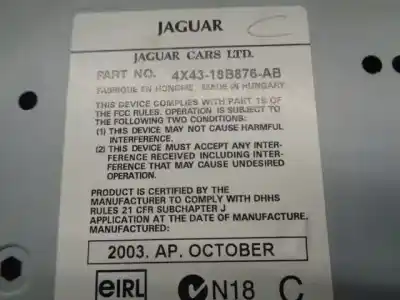 JAGUAR
JAGUAR CARS LTD.
PART NO. 4X43-18B876-AB
FABRIQUE EN HONGRIE MADE IN HUNGARY
THIS DEVICE COMPLIES WITH PART 15 OF
THE FCC RULES. OPERATION IS SUBJECT TO
THE FOLLOWING TWO CONDITIONS:
(1) THIS DEVICE MAY NOT CAUSE HARMFUL
INTERFERENCE.
(2) THIS DEVICE MUST ACCEPT ANY INTER-
FERENCE RECEIVED INCLUDING INTER-
FERENCE THAT MAY CAUSE UNDESIRED
OPERATION.
PRODUCT IS CERTIFIED BY THE
MANUFACTURER TO COMPLY WITH DHHS
RULES 21 CFR SUBCHAPTER J
APPLICATION AT THE DATE OF MANUFACTURE.
MANUFACTURED:
2003. AP. OCTOBER
eIRL N18 C